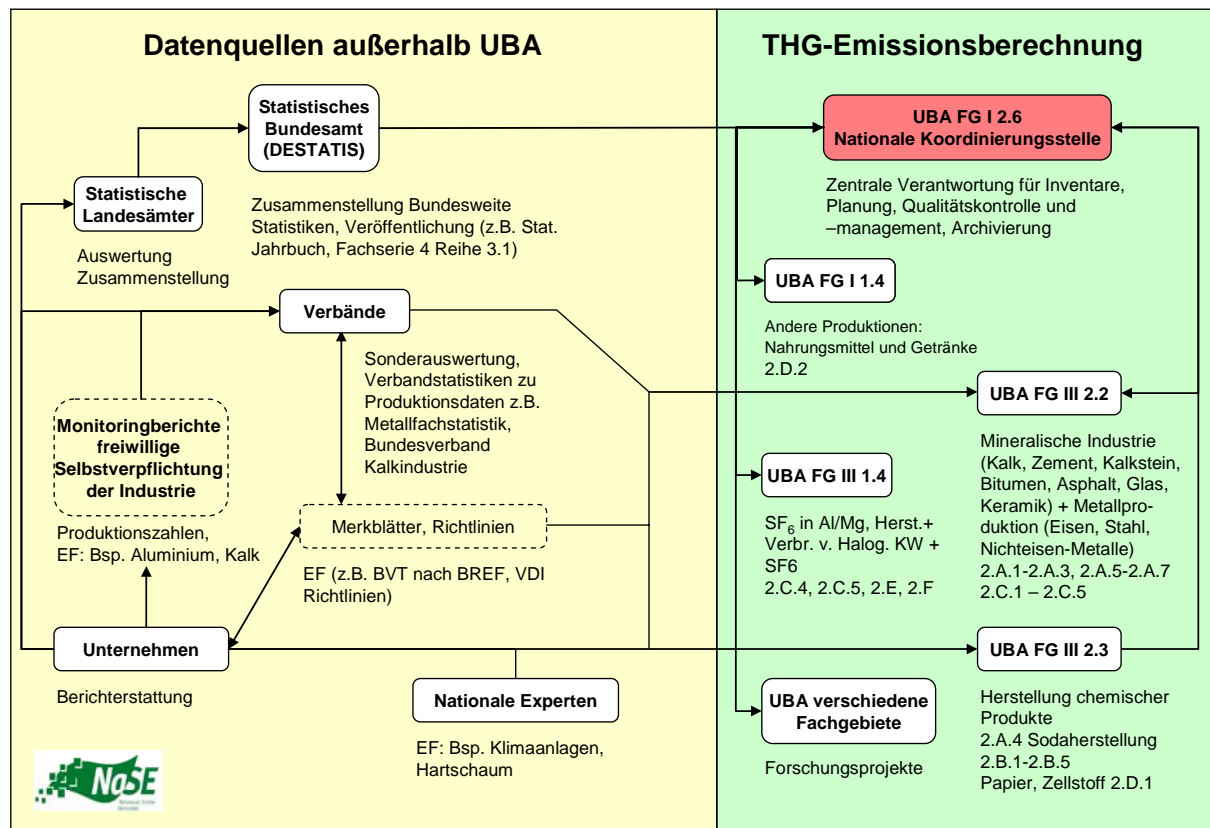 Datenquellen außerhalb UBA
Statistisches
Bundesamt
(DESTATIS)
Statistische
Landesämter
Zusammenstellung Bundesweite
Statistiken, Veröffentlichung (z.B. Stat.
Jahrbuch, Fachserie 4 Reihe 3.1)
Auswertung
Zusammenstellung
Verbände
Sonderauswertung,
Verbandstatistiken zu
Produktionsdaten z.B.
Metallfachstatistik,
Bundesverband
Kalkindustrie
Monitoringberichte
freiwillige
Selbstverpflichtung
der Industrie
Produktionszahlen,
EF: Bsp. Aluminium, Kalk
Merkblätter, Richtlinien
EF (z.B. BVT nach BREF, VDI
Richtlinien)
Unternehmen
Berichterstattung
Nationale Experten
EF: Bsp. Klimaanlagen,
Hartschaum
NaSE
THG-Emissionsberechnung
UBA FG I 2.6
Nationale Koordinierungsstelle
Zentrale Verantwortung für Inventare,
Planung, Qualitätskontrolle und
–management, Archivierung
UBA FG I 1.4
Andere Produktionen:
Nahrungsmittel und Getränke
2.D.2
UBA FG III 2.2
Mineralische Industrie
(Kalk, Zement, Kalkstein,
Bitumen, Asphalt, Glas,
Keramik) + Metallpro-
duktion (Eisen, Stahl,
Nichteisen-Metalle)
2.A.1-2.A.3, 2.A.5-2.A.7
2.C.1 – 2.C.5
UBA FG III 1.4
SF6 in Al/Mg, Herst.+
Verbr. v. Halog. KW +
SF6
2.C.4, 2.C.5, 2.E, 2.F
UBA FG III 2.3
Herstellung chemischer
Produkte
2.A.4 Sodaherstellung
2.B.1-2.B.5
Papier, Zellstoff 2.D.1
UBA verschiedene
Fachgebiete
Forschungsprojekte